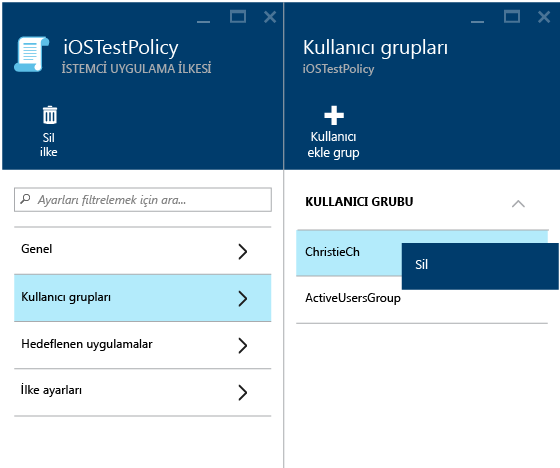 iOSTestPolicy
İSTEMCİ UYGULAMA İLKESİ
Sil
ilke
Ayarları filtrelemek için ara...
Genel
Kullanıcı grupları
Hedeflenen uygulamalar
İlke ayarları
Kullanıcı grupları
iOSTestPolicy
Kullanıcı
ekle grup
KULLANICI GRUBU
ChristieCh
Sil
ActiveUsersGroup